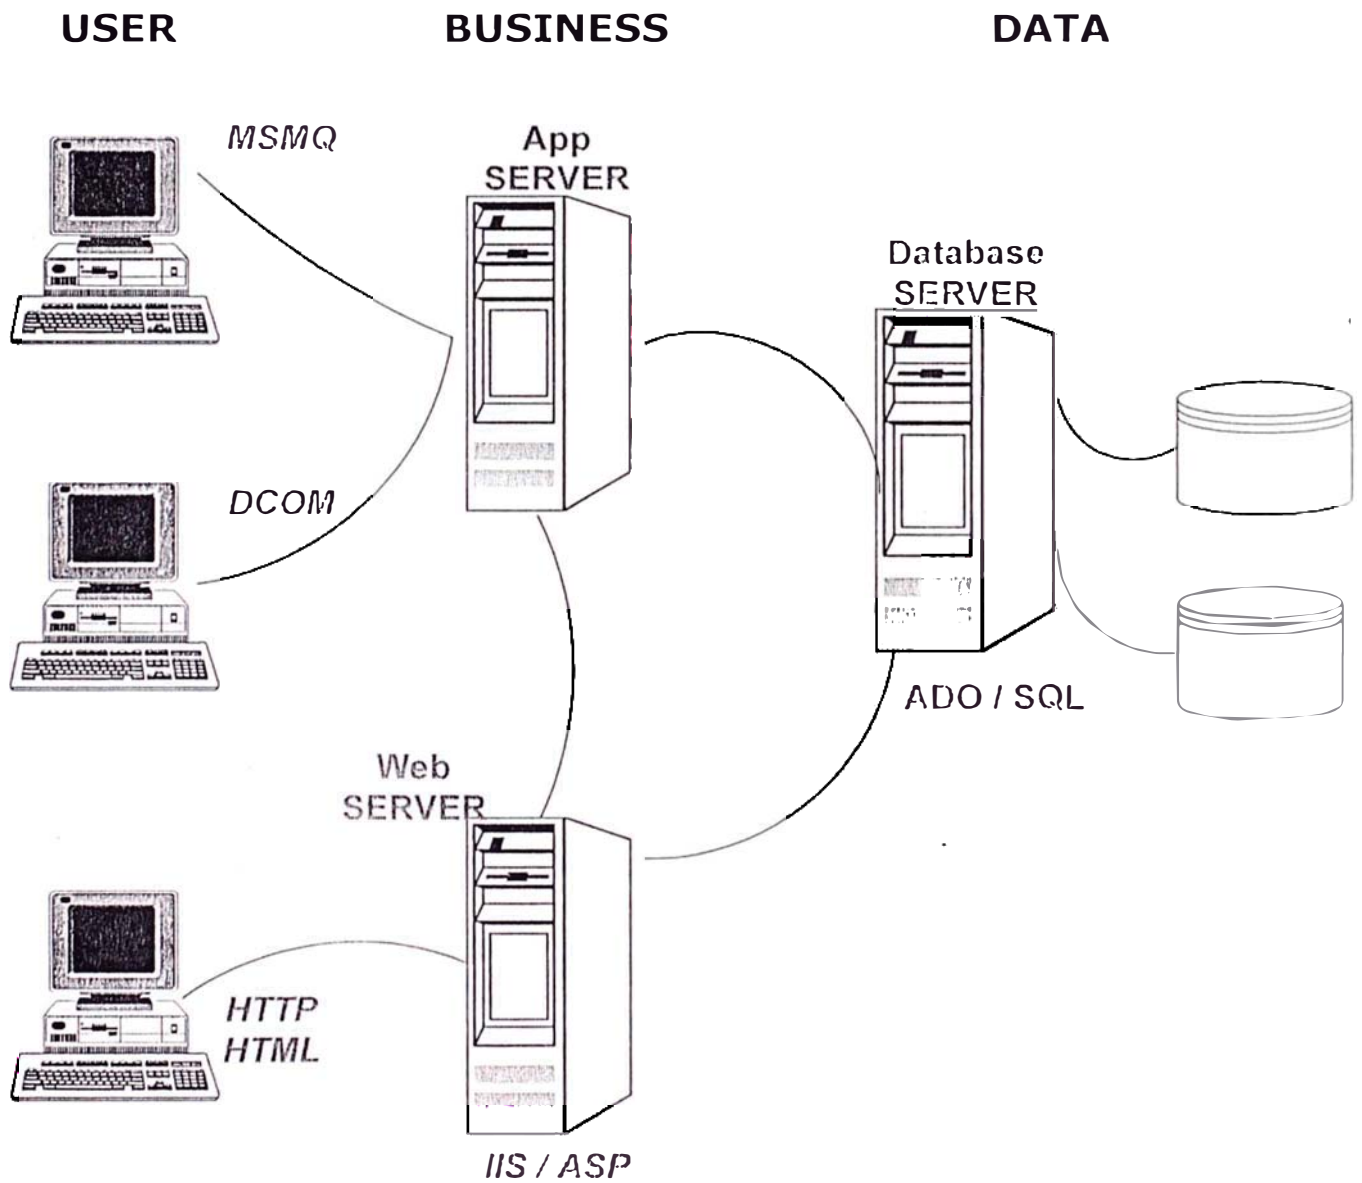 USER BUSINESS DATA
MSMQ
App
SERVER
Database
SERVER
DCOM
ADO / SQL
Web
SERVER
HTTP
HTML
IIS / ASP